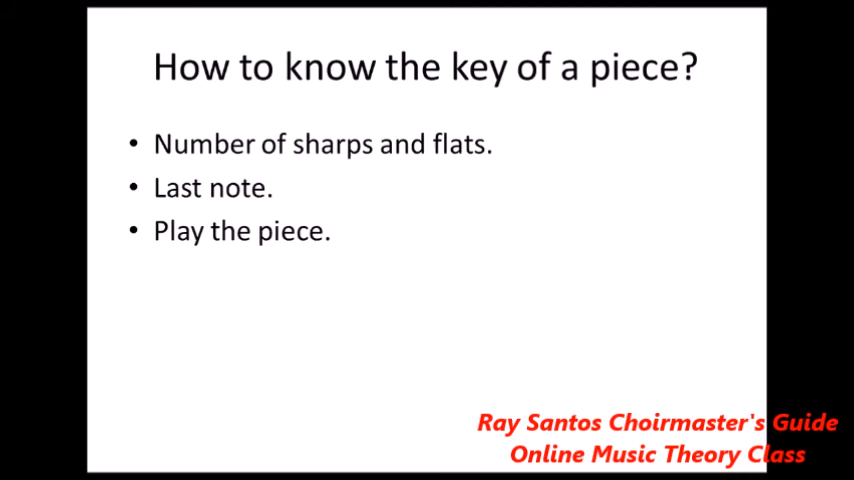 How to know the key of a piece?
• Number of sharps and flats.
• Last note.
• Play the piece.
Ray Santos Choirmaster's Guide
Online Music Theory Class